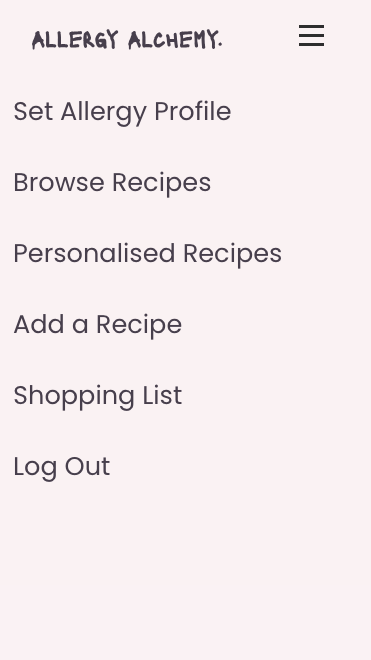 ALLERGY ALCHEMY.
Set Allergy Profile
Browse Recipes
Personalised Recipes
Add a Recipe
Shopping List
Log Out